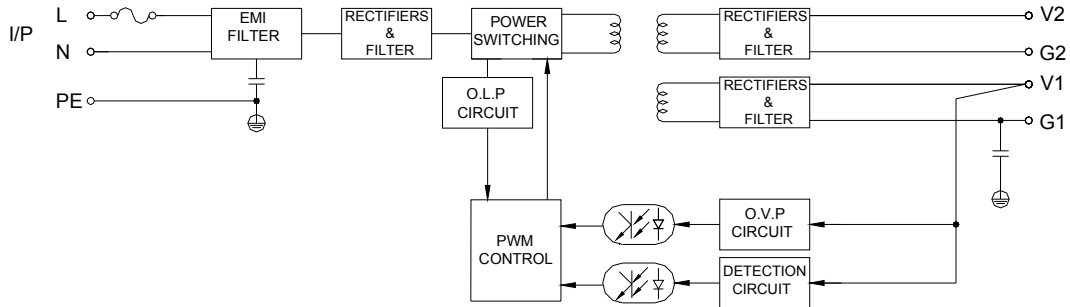 I/P
L
N
PE
EMI
FILTER
RECTIFIERS
&
FILTER
POWER
SWITCHING
O.L.P
CIRCUIT
RECTIFIERS
&
FILTER
V2
G2
RECTIFIERS
&
FILTER
V1
G1
PWM
CONTROL
O.V.P
CIRCUIT
DETECTION
CIRCUIT